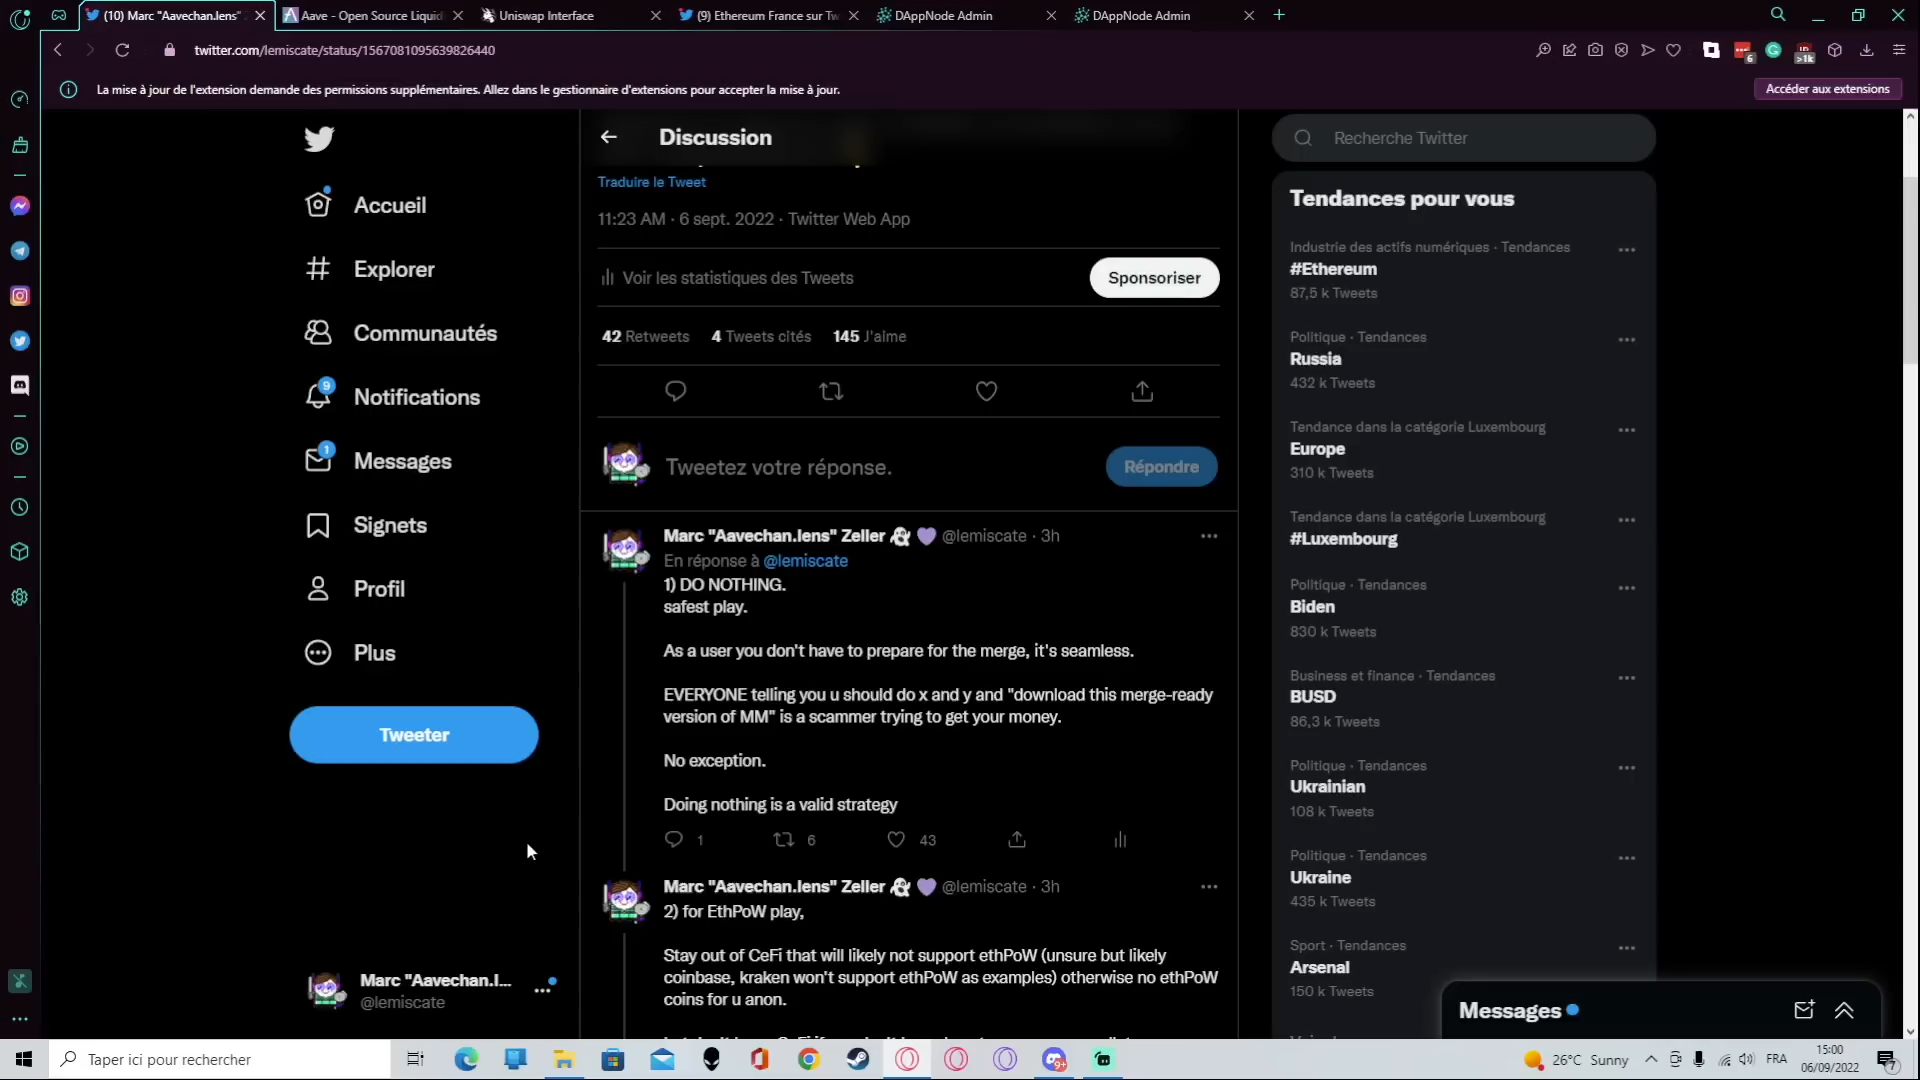 (10) Marc "Aavechan.lens"
Aave - Open Source Liquid
Uniswap Interface
(9) Ethereum France sur Tw
DAppNode Admin
DAppNode Admin
twitter.com/lemiscate/status/1567081095639826440
6
>1k
La mise à jour de l'extension demande des permissions supplémentaires. Allez dans le gestionnaire d'extensions pour accepter la mise à jour.
Accéder aux extensions
Accueil
Explorer
Communautés
9
Notifications
1
Messages
Signets
Profil
Plus
Tweeter
Marc "Aavechan.l...
@lemiscate
Discussion
Traduire le Tweet
11:23 AM · 6 sept. 2022 · Twitter Web App
Voir les statistiques des Tweets
Sponsoriser
42 Retweets 4 Tweets cités 145 J'aime
Tweetez votre réponse.
Répondre
Marc "Aavechan.lens" Zeller @lemiscate · 3h
En réponse à @lemiscate
1) DO NOTHING.
safest play.
As a user you don't have to prepare for the merge, it's seamless.
EVERYONE telling you u should do x and y and "download this merge-ready
version of MM" is a scammer trying to get your money.
No exception.
Doing nothing is a valid strategy
1 6 43
Marc "Aavechan.lens" Zeller @lemiscate · 3h
2) for EthPoW play,
Stay out of CeFi that will likely not support ethPoW (unsure but likely
coinbase, kraken won't support ethPoW as examples) otherwise no ethPoW
coins for u anon.
Recherche Twitter
Tendances pour vous
Industrie des actifs numériques · Tendances
#Ethereum
87,5 k Tweets
Politique · Tendances
Russia
432 k Tweets
Tendance dans la catégorie Luxembourg
Europe
310 k Tweets
Tendance dans la catégorie Luxembourg
#Luxembourg
Politique · Tendances
Biden
830 k Tweets
Business et finance · Tendances
BUSD
86,3 k Tweets
Politique · Tendances
Ukrainian
108 k Tweets
Politique · Tendances
Ukraine
435 k Tweets
Sport · Tendances
Arsenal
150 k Tweets
Messages
Taper ici pour rechercher
9+
26°C Sunny
FRA
15:00
06/09/2022
7